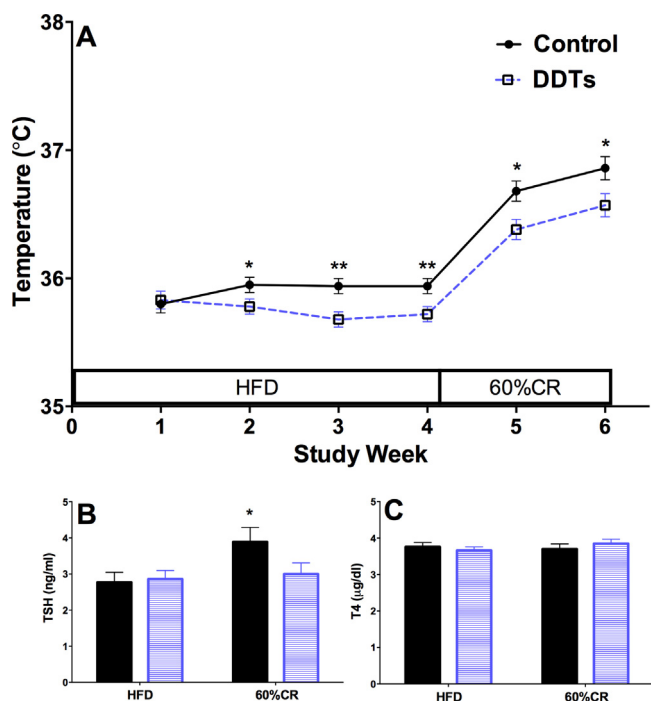 A
Control
DDTs
Temperature (°C)
38
37
36
35
*
**
**
*
*
HFD
60%CR
0
1
2
3
4
5
6
Study Week
B
TSH (ng/ml)
5
4
3
2
1
0
*
HFD
60%CR
C
T4 (µg/dl)
5
4
3
2
1
0
HFD
60%CR